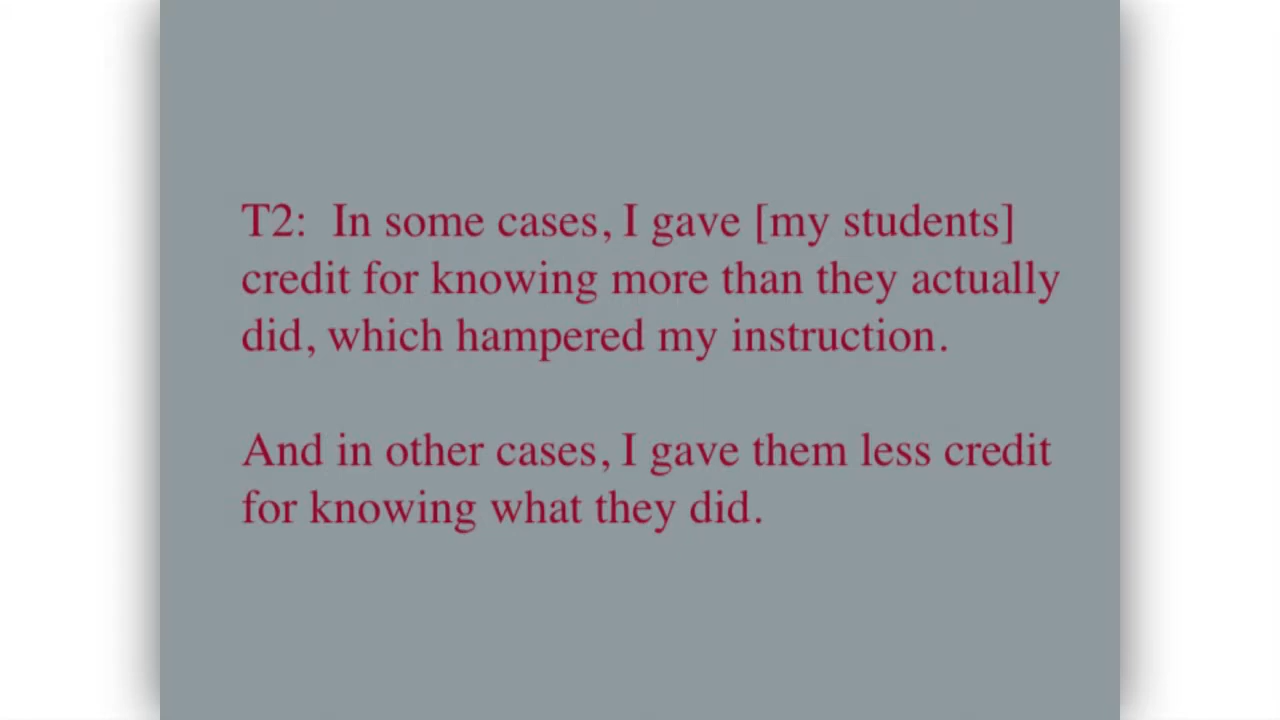 T2:  In some cases, I gave [my students]
credit for knowing more than they actually
did, which hampered my instruction.
And in other cases, I gave them less credit
for knowing what they did.